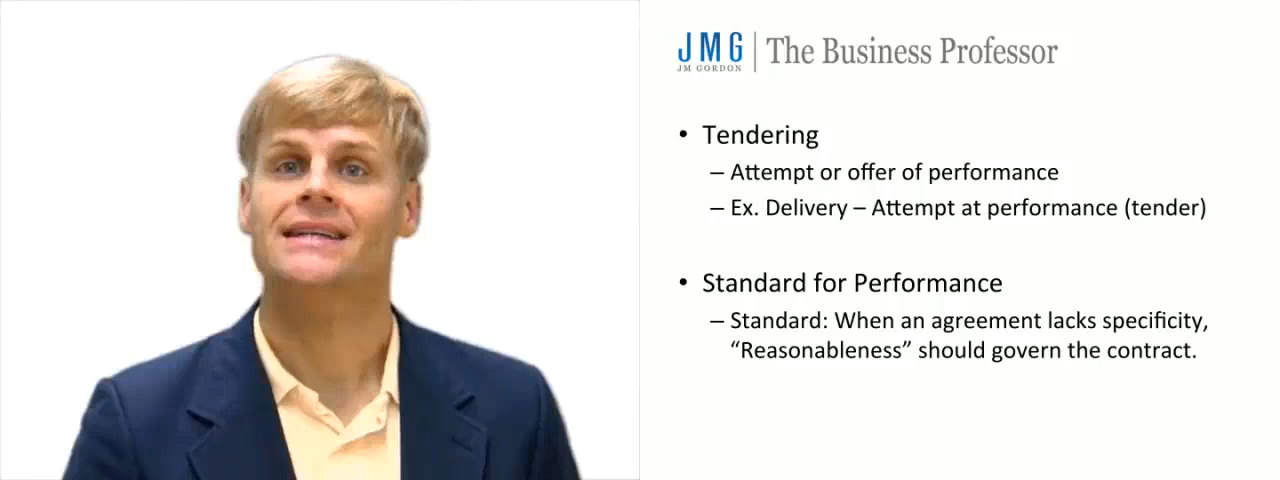 JMG | The Business Professor
JM GORDON
• Tendering
– Attempt or offer of performance
– Ex. Delivery – Attempt at performance (tender)
• Standard for Performance
– Standard: When an agreement lacks specificity,
“Reasonableness” should govern the contract.